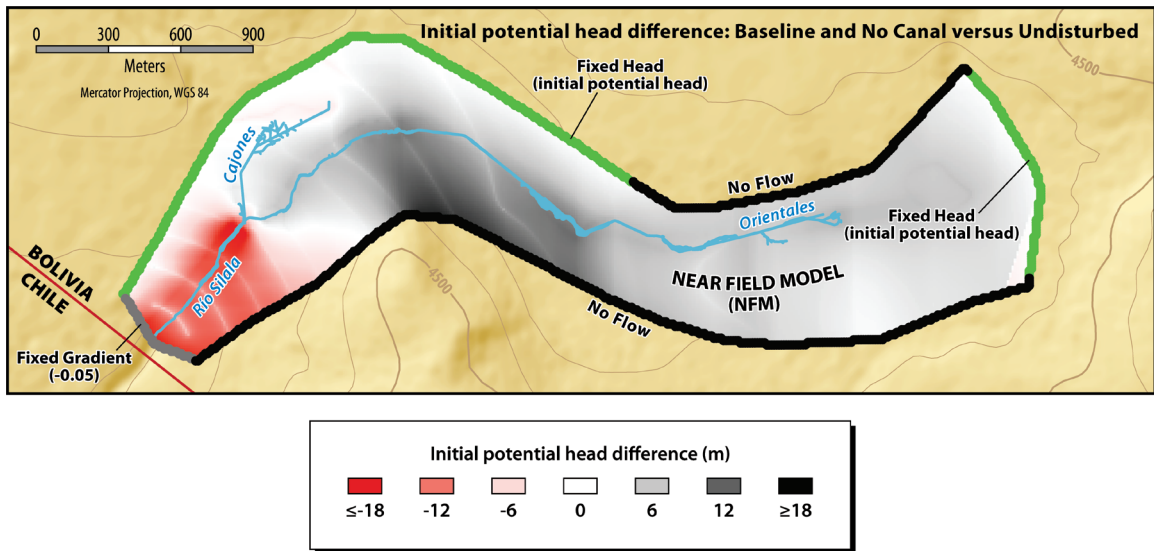 Initial potential head difference: Baseline and No Canal versus Undisturbed
0 300 600 900
Meters
Mercator Projection, WGS 84
Fixed Head
(initial potential head)
4500
Cajones
No Flow
Orientales
Fixed Head
(initial potential head)
BOLIVIA
CHILE
Río Silala
4500
NEAR FIELD MODEL
(NFM)
No Flow
Fixed Gradient
(-0.05)
Initial potential head difference (m)
≤-18 -12 -6 0 6 12 ≥18